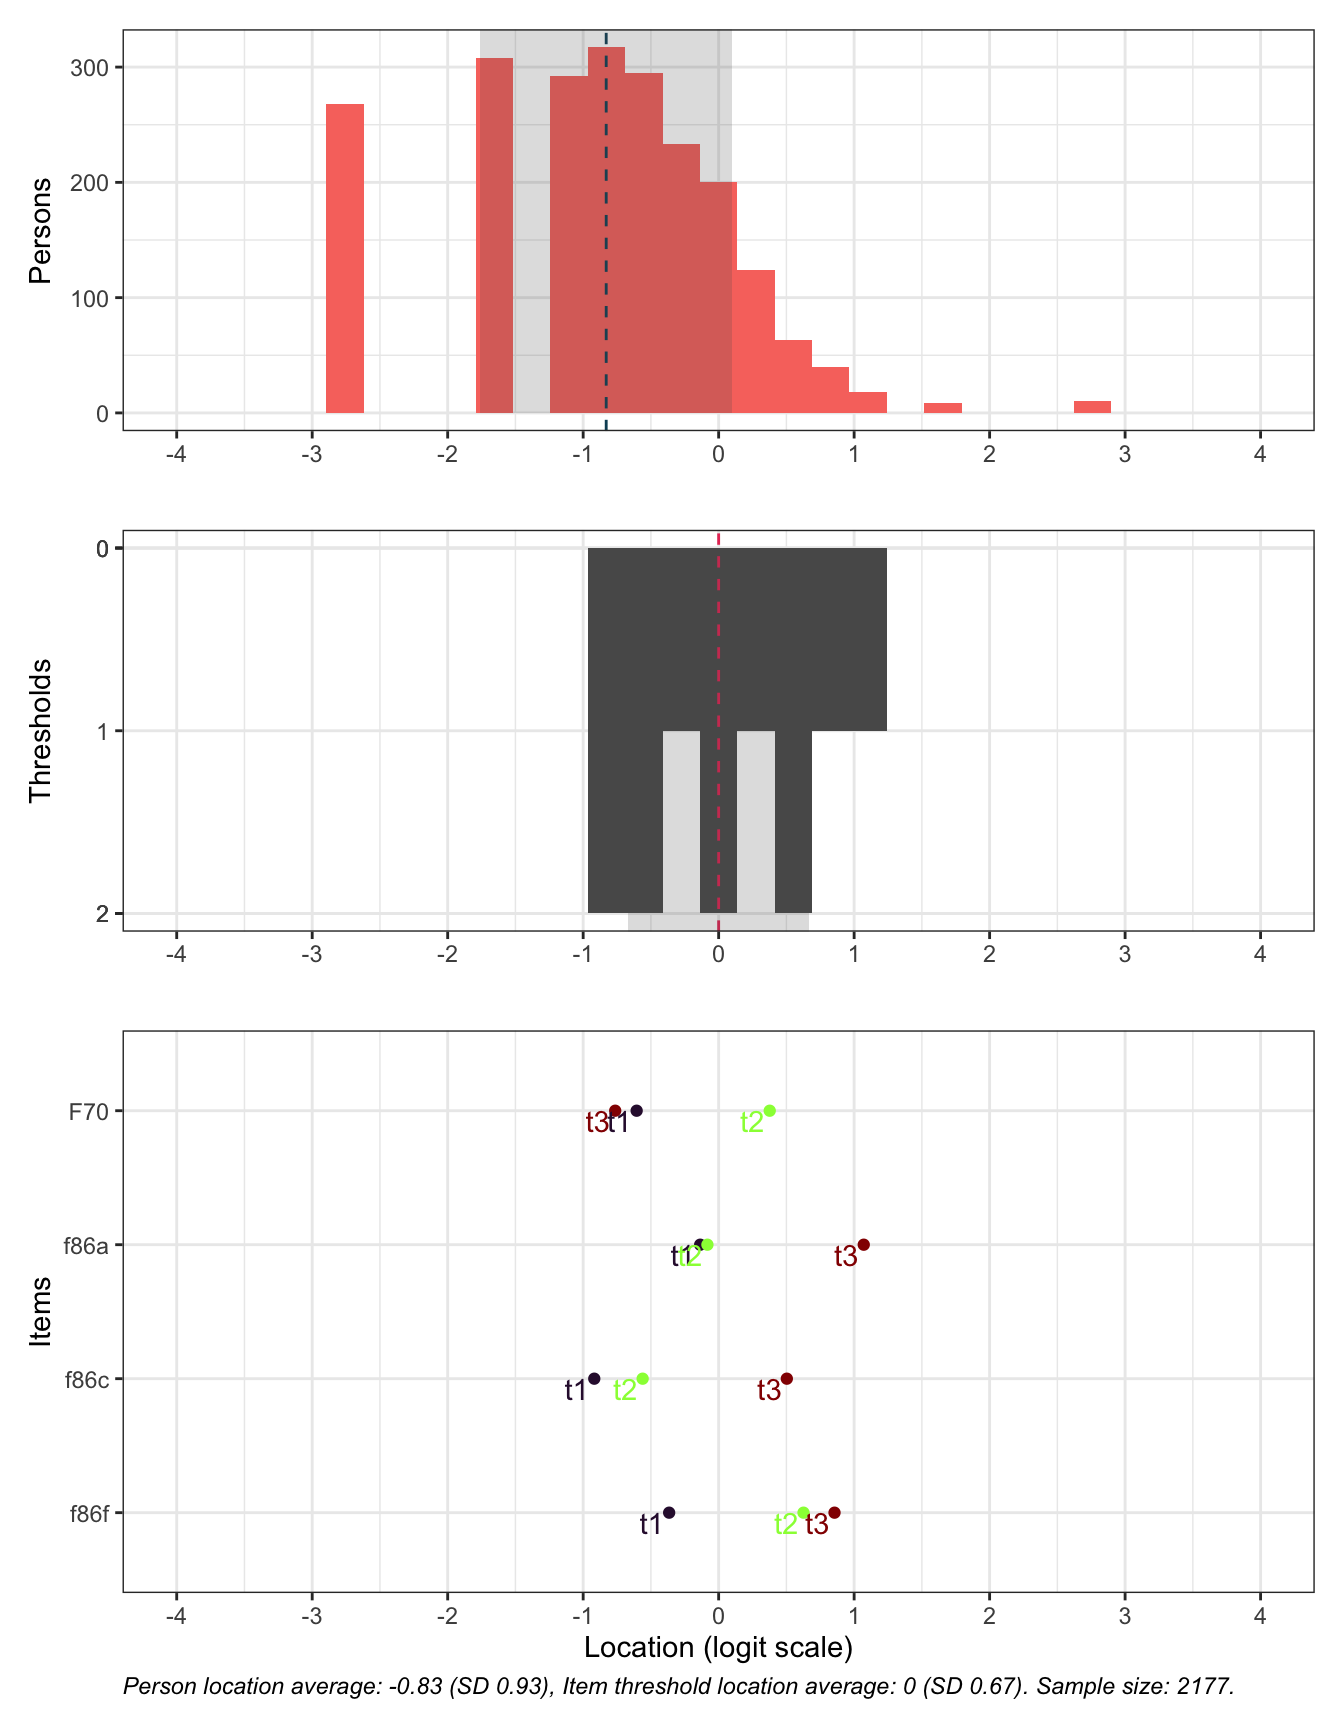 Persons
300
200
100
0
-4 -3 -2 -1 0 1 2 3 4
Thresholds
0
1
2
-4 -3 -2 -1 0 1 2 3 4
Items
F70
t3 t1 t2
f86a
t1 t2 t3
f86c
t1 t2 t3
f86f
t1 t2 t3
-4 -3 -2 -1 0 1 2 3 4
Location (logit scale)
Person location average: -0.83 (SD 0.93), Item threshold location average: 0 (SD 0.67). Sample size: 2177.